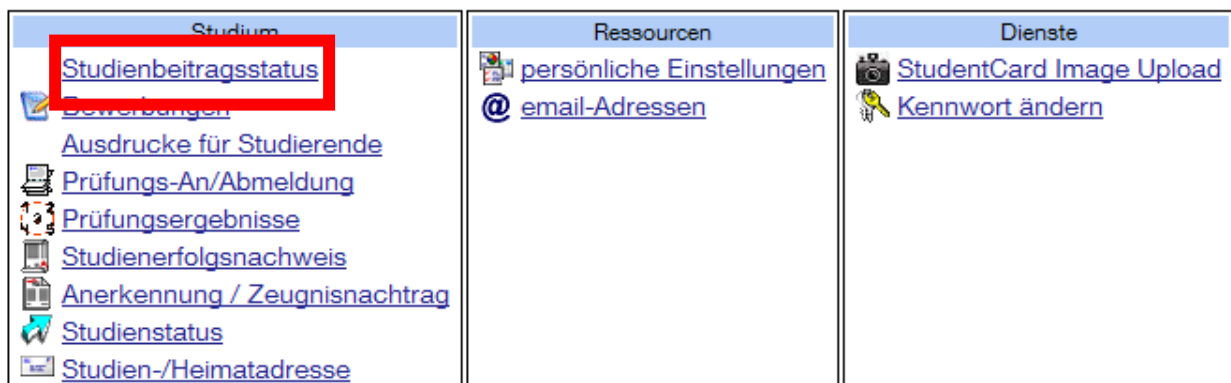 Studium
Studienbeitragsstatus
Bewerbungen
Ausdrucke für Studierende
Prüfungs-An/Abmeldung
Prüfungsergebnisse
Studienerfolgsnachweis
Anerkennung / Zeugnisnachtrag
Studienstatus
Studien-/Heimatadresse
Ressourcen
persönliche Einstellungen
@ email-Adressen
Dienste
StudentCard Image Upload
Kennwort ändern